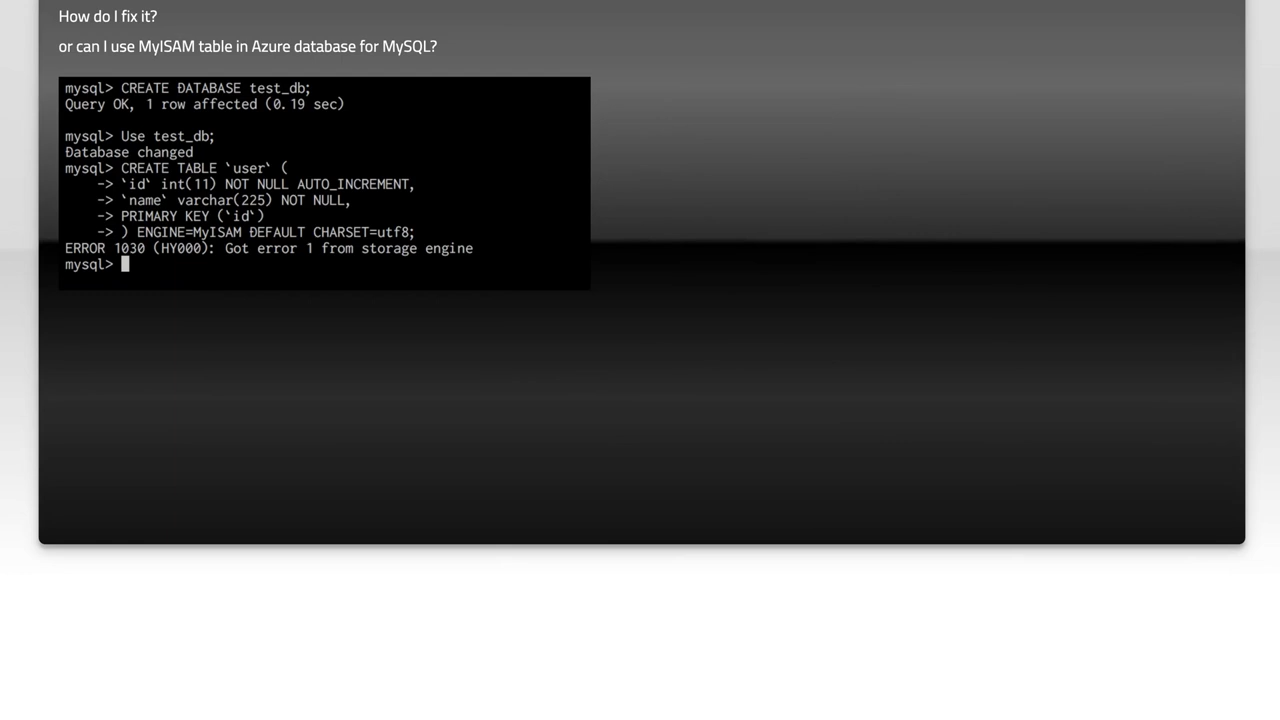 How do I fix it?
or can I use MyISAM table in Azure database for MySQL?
mysql> CREATE DATABASE test_db;
Query OK, 1 row affected (0.19 sec)
mysql> Use test_db;
Database changed
mysql> CREATE TABLE `user` (
-> `id` int(11) NOT NULL AUTO_INCREMENT,
-> `name` varchar(225) NOT NULL,
-> PRIMARY KEY (`id`)
-> ) ENGINE=MyISAM DEFAULT CHARSET=utf8;
ERROR 1030 (HY000): Got error 1 from storage engine
mysql>